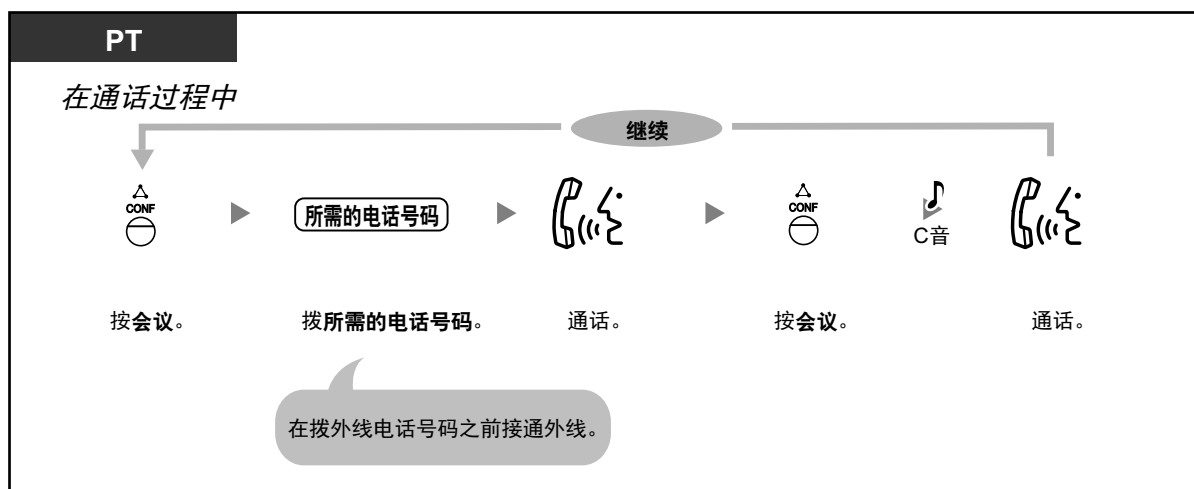 PT
在通话过程中
继续
CONF
所需的电话号码
CONF
C音
按会议。
拨所需的电话号码。
通话。
按会议。
通话。
在拨外线电话号码之前接通外线。